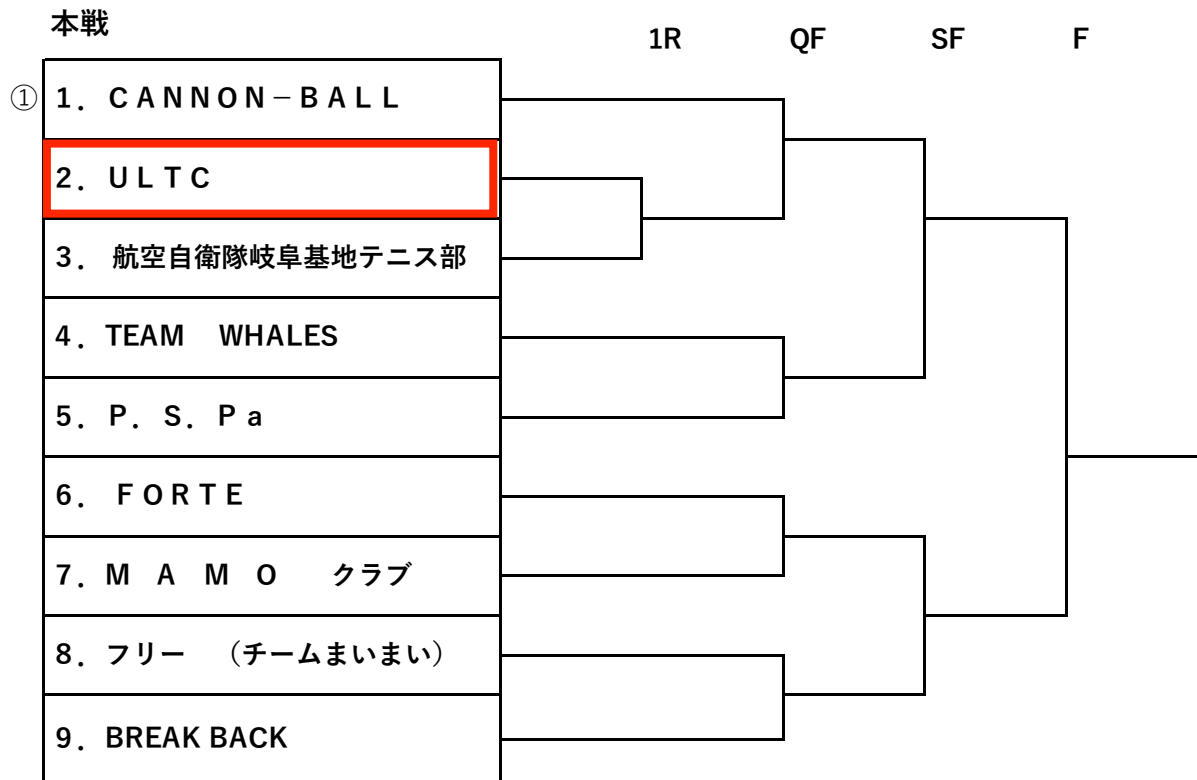 本戦
1R QF SF F
① 1．ＣＡＮＮＯＮ－ＢＡＬＬ
2．ＵＬＴＣ
3． 航空自衛隊岐阜基地テニス部
4．TEAM　WHALES
5．Ｐ．Ｓ．Ｐａ
6． ＦＯＲＴＥ
7．Ｍ　Ａ　Ｍ　Ｏ　　クラブ
8．フリー　（チームまいまい）
9．BREAK BACK